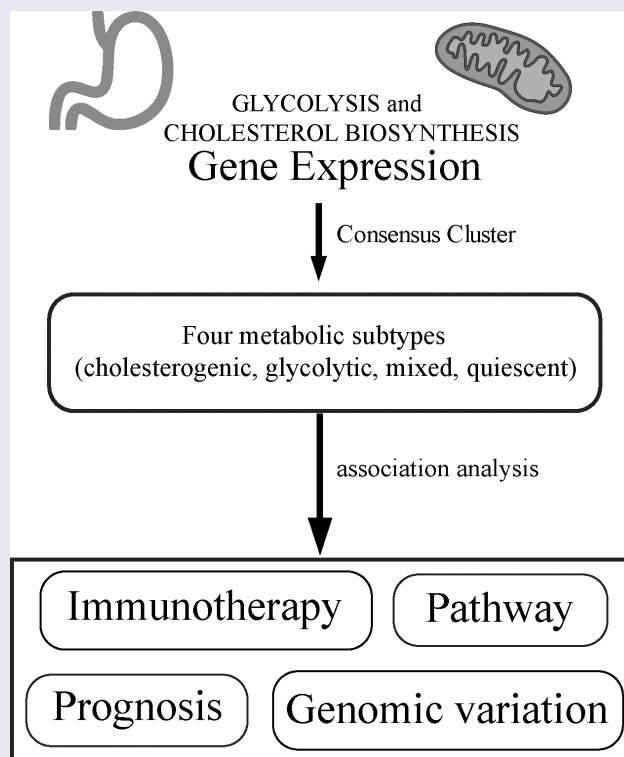 GLYCOLYSIS and
CHOLESTEROL BIOSYNTHESIS
Gene Expression
Consensus Cluster
Four metabolic subtypes
(cholesterogenic, glycolytic, mixed, quiescent)
association analysis
Immunotherapy
Pathway
Prognosis
Genomic variation